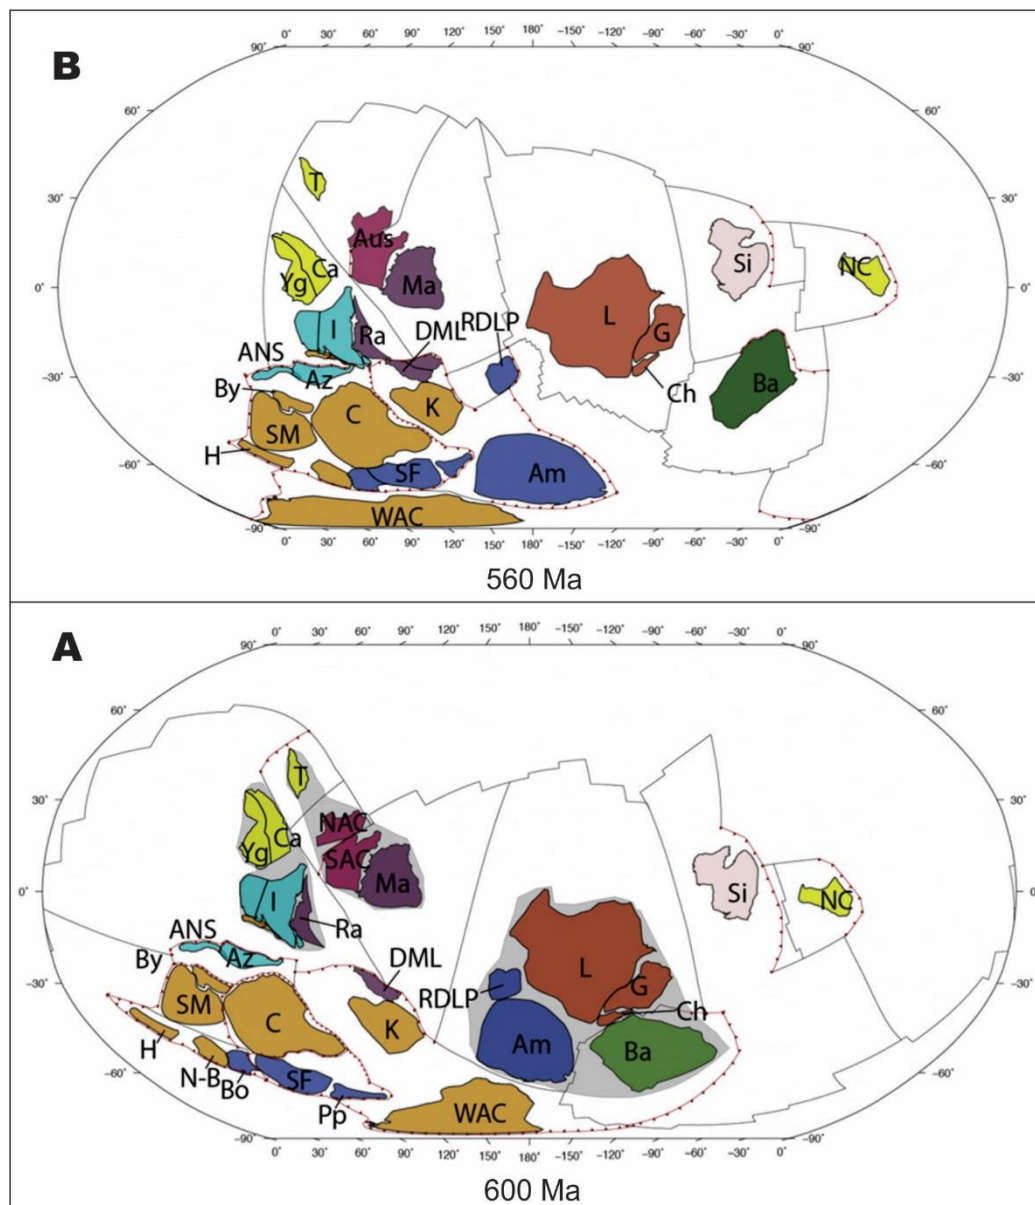 0° 30° 60° 90° 120° 150° 180° -150° -120° -90° -60° -30° 0°
90° 90°
B
60° 60°
T
30° 30°
Aus
Ca Si
Yg Ma NC
0° 0°
I Ra DML RDLP L G
ANS
Az Ch Ba
-30° -30°
By
C K
SM
H
-60° SF Am -60°
WAC
-90° -90°
0° 30° 60° 90° 120° 150° 180° -150° -120° -90° -60° -30° 0°
560 Ma
0° 30° 60° 90° 120° 150° 180° -150° -120° -90° -60° -30° 0°
90° 90°
A
60° 60°
T
30° 30°
NAC
Ca
Yg SAC
Ma Si
0° NC 0°
I
Ra
ANS
Az DML
By L
-30° RDLP G -30°
SM Ch
C K
H Am Ba
N-B Bo
-60° SF -60°
Pp WAC
-90° -90°
0° 30° 60° 90° 120° 150° 180° -150° -120° -90° -60° -30° 0°
600 Ma